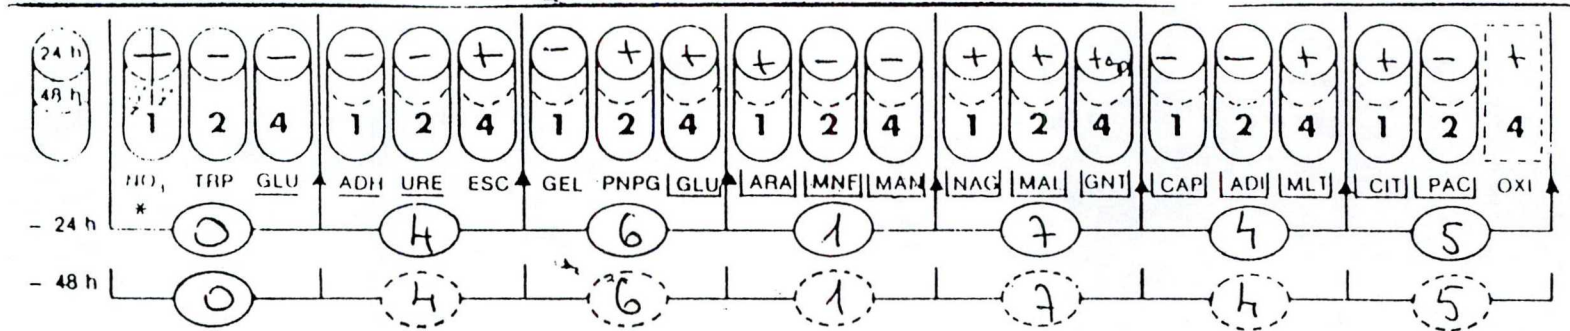 24 h + − − − − + − + + + − − + + + − − + + − +
48 h 1 2 4 1 2 4 1 2 4 1 2 4 1 2 4 1 2 4 1 2 4
NO₃ TRP GLU ADH URE ESC GEL PNPG |GLU| |ARA| |MNE| |MAN| |NAG| |MAL| |GNT| |CAP| |ADI| |MLT| |CIT| |PAC| OXI
*
- 24 h 0 4 6 1 7 4 5
- 48 h 0 4 6 1 7 4 5